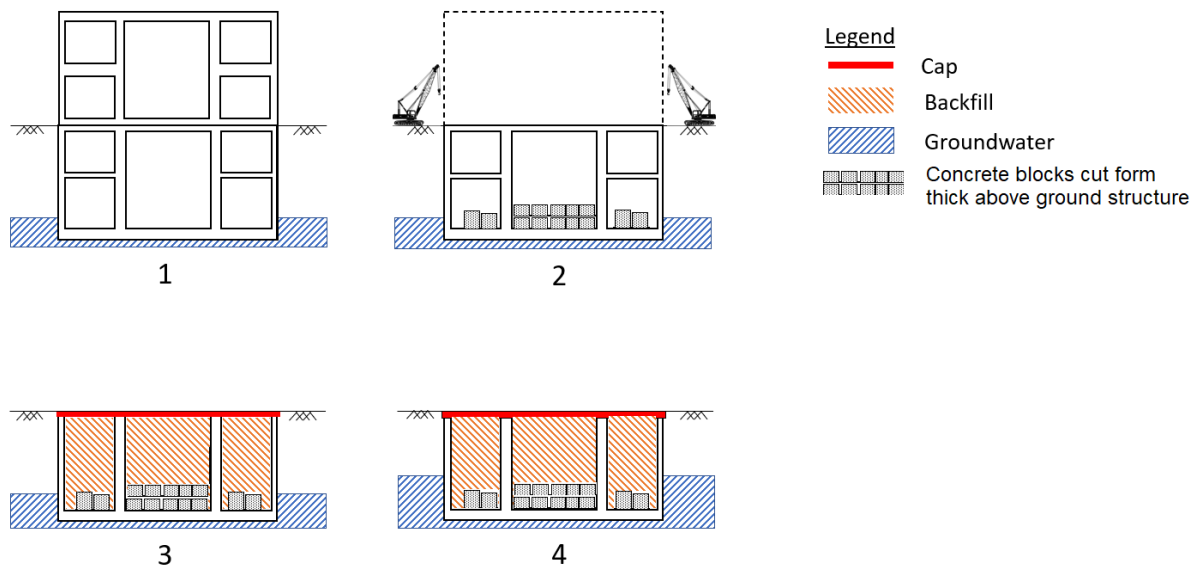 Legend
Cap
Backfill
Groundwater
Concrete blocks cut form
thick above ground structure
1
2
3
4